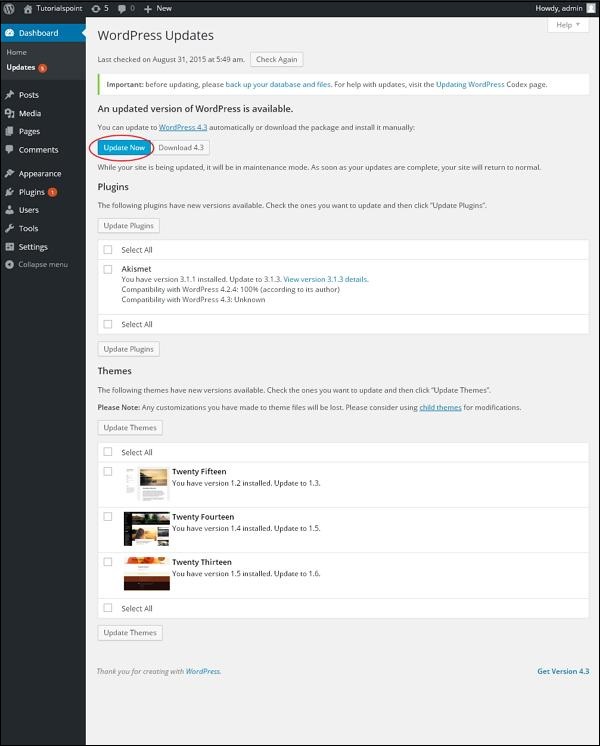 Tutorialspoint 5 0 New Howdy, admin
Help
Dashboard
Home
Updates 5
Posts
Media
Pages
Comments
Appearance
Plugins 1
Users
Tools
Settings
Collapse menu
WordPress Updates
Last checked on August 31, 2015 at 5:49 am. Check Again
Important: before updating, please back up your database and files. For help with updates, visit the Updating WordPress Codex page.
An updated version of WordPress is available.
You can update to WordPress 4.3 automatically or download the package and install it manually:
Update Now Download 4.3
While your site is being updated, it will be in maintenance mode. As soon as your updates are complete, your site will return to normal.
Plugins
The following plugins have new versions available. Check the ones you want to update and then click “Update Plugins”.
Update Plugins
Select All
Akismet
You have version 3.1.1 installed. Update to 3.1.3. View version 3.1.3 details.
Compatibility with WordPress 4.2.4: 100% (according to its author)
Compatibility with WordPress 4.3: Unknown
Select All
Update Plugins
Themes
The following themes have new versions available. Check the ones you want to update and then click “Update Themes”.
Please Note: Any customizations you have made to theme files will be lost. Please consider using child themes for modifications.
Update Themes
Select All
Twenty Fifteen
You have version 1.2 installed. Update to 1.3.
Twenty Fourteen
You have version 1.4 installed. Update to 1.5.
Twenty Thirteen
You have version 1.5 installed. Update to 1.6.
Select All
Update Themes
Thank you for creating with WordPress. Get Version 4.3